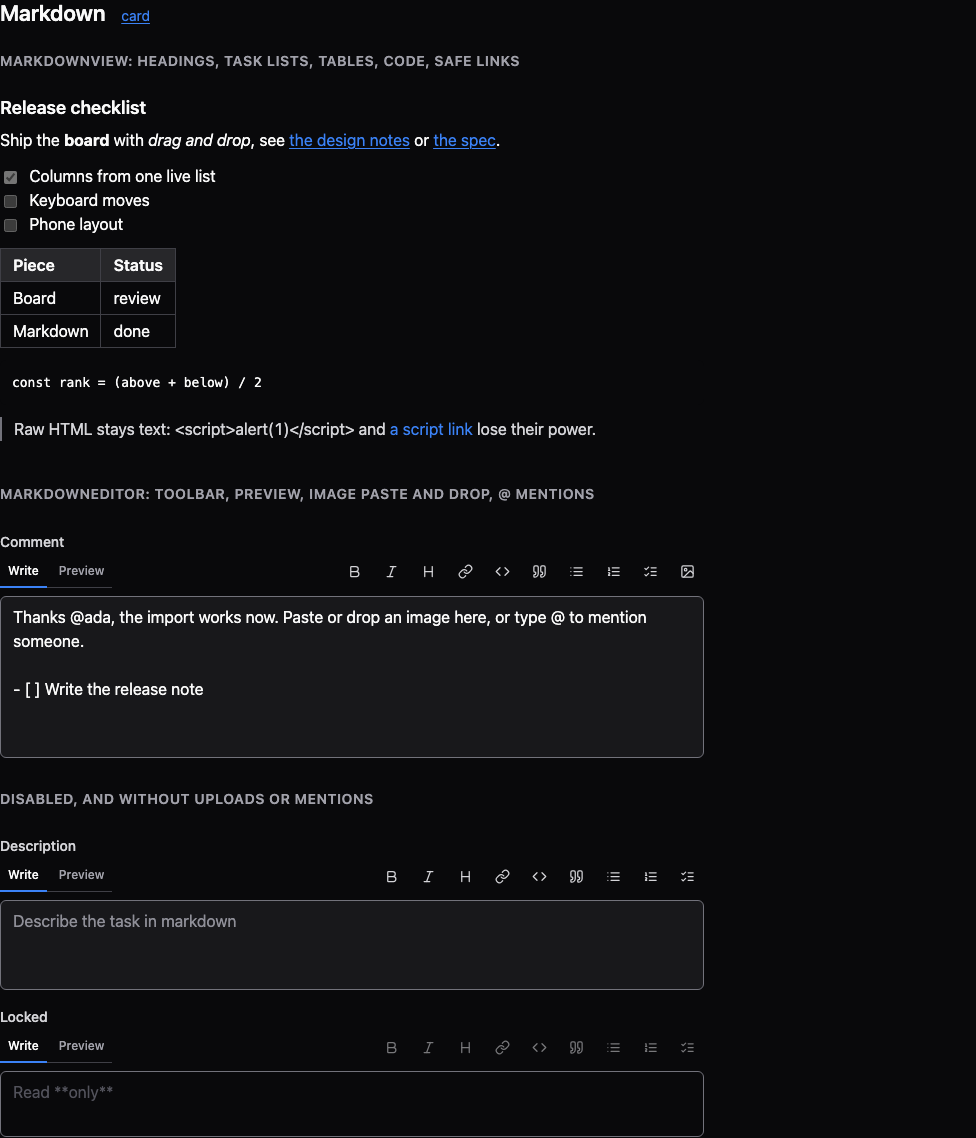 Markdown card
MARKDOWNVIEW: HEADINGS, TASK LISTS, TABLES, CODE, SAFE LINKS
Release checklist
Ship the board with drag and drop, see the design notes or the spec.
Columns from one live list
Keyboard moves
Phone layout
Piece Status
Board review
Markdown done
const rank = (above + below) / 2
Raw HTML stays text: <script>alert(1)</script> and a script link lose their power.
MARKDOWNEDITOR: TOOLBAR, PREVIEW, IMAGE PASTE AND DROP, @ MENTIONS
Comment
Write Preview B I H
Thanks @ada, the import works now. Paste or drop an image here, or type @ to mention
someone.
- [ ] Write the release note
DISABLED, AND WITHOUT UPLOADS OR MENTIONS
Description
Write Preview B I H
Describe the task in markdown
Locked
Write Preview B I H
Read **only**